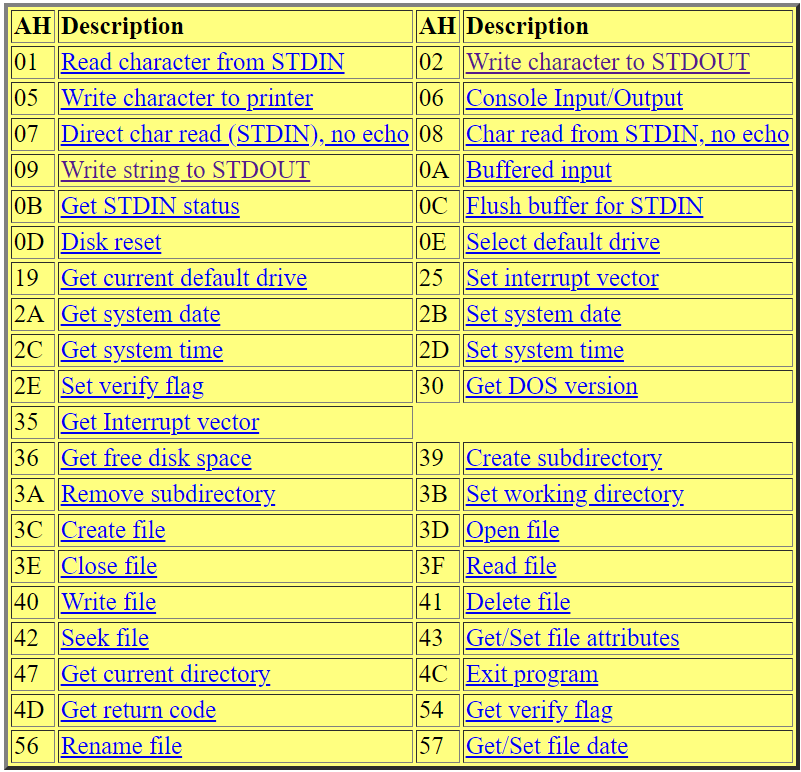 AH Description AH Description
01 Read character from STDIN 02 Write character to STDOUT
05 Write character to printer 06 Console Input/Output
07 Direct char read (STDIN), no echo 08 Char read from STDIN, no echo
09 Write string to STDOUT 0A Buffered input
0B Get STDIN status 0C Flush buffer for STDIN
0D Disk reset 0E Select default drive
19 Get current default drive 25 Set interrupt vector
2A Get system date 2B Set system date
2C Get system time 2D Set system time
2E Set verify flag 30 Get DOS version
35 Get Interrupt vector
36 Get free disk space 39 Create subdirectory
3A Remove subdirectory 3B Set working directory
3C Create file 3D Open file
3E Close file 3F Read file
40 Write file 41 Delete file
42 Seek file 43 Get/Set file attributes
47 Get current directory 4C Exit program
4D Get return code 54 Get verify flag
56 Rename file 57 Get/Set file date